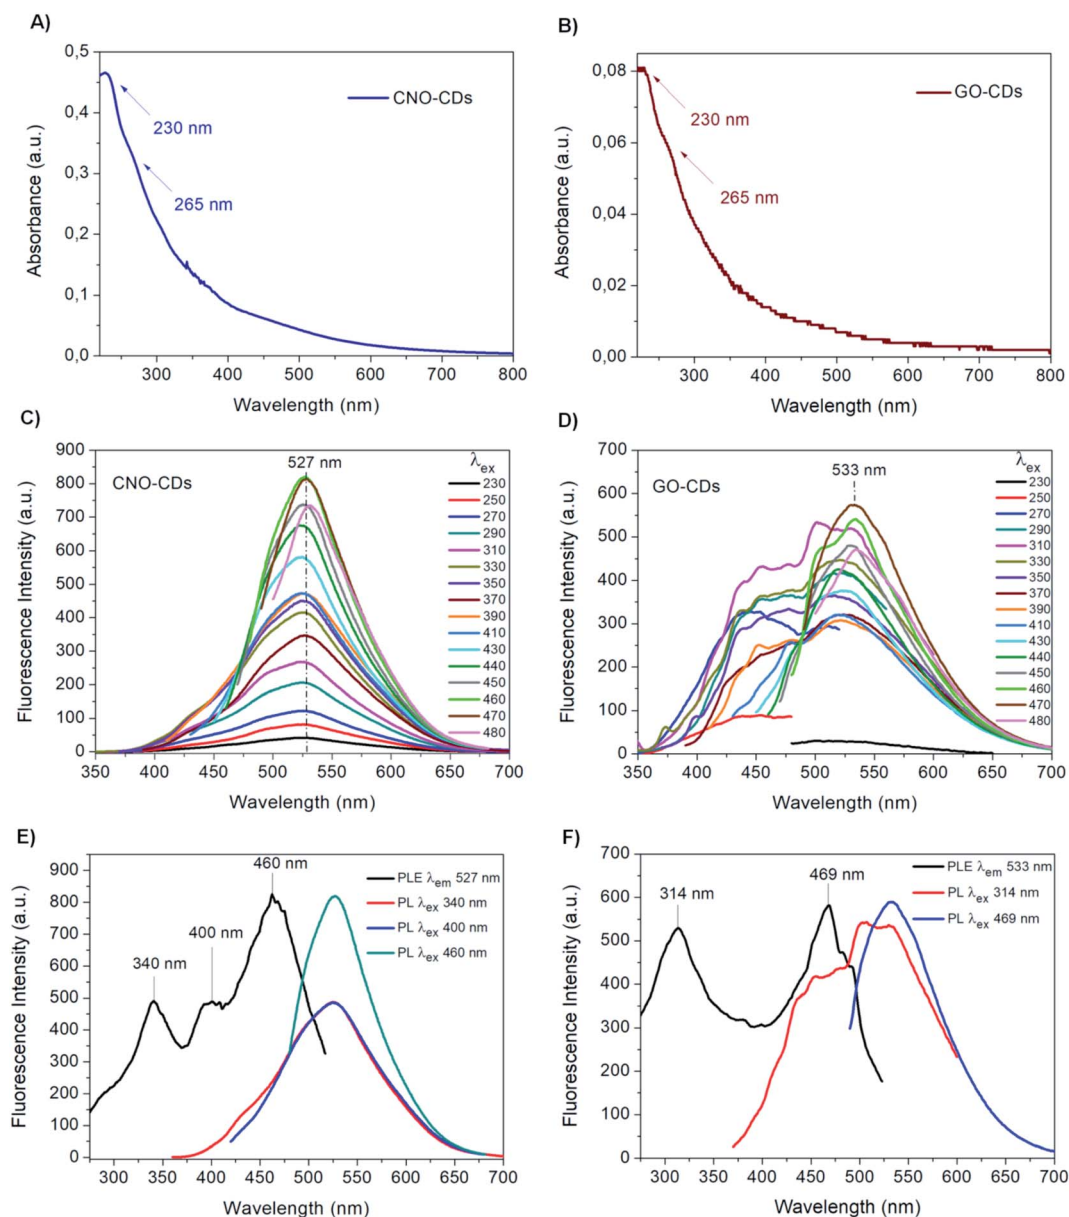 A)
0,5
0,4
0,3
0,2
0,1
0,0
Absorbance (a.u.)
CNO-CDs
230 nm
265 nm
300 400 500 600 700 800
Wavelength (nm)
B)
0,08
0,06
0,04
0,02
0,00
Absorbance (a.u.)
GO-CDs
230 nm
265 nm
300 400 500 600 700 800
Wavelength (nm)
C)
900
800
700
600
500
400
300
200
100
0
Fluorescence Intensity (a.u.)
CNO-CDs
527 nm
λex
230
250
270
290
310
330
350
370
390
410
430
440
450
460
470
480
350 400 450 500 550 600 650 700
Wavelength (nm)
D)
700
600
500
400
300
200
100
0
Fluorescence Intensity (a.u.)
GO-CDs
533 nm
λex
230
250
270
290
310
330
350
370
390
410
430
440
450
460
470
480
350 400 450 500 550 600 650 700
Wavelength (nm)
E)
900
800
700
600
500
400
300
200
100
0
Fluorescence Intensity (a.u.)
340 nm
400 nm
460 nm
PLE λem 527 nm
PL λex 340 nm
PL λex 400 nm
PL λex 460 nm
300 350 400 450 500 550 600 650 700
Wavelength (nm)
F)
700
600
500
400
300
200
100
0
Fluorescence Intensity (a.u.)
314 nm
469 nm
PLE λem 533 nm
PL λex 314 nm
PL λex 469 nm
300 350 400 450 500 550 600 650 700
Wavelength (nm)